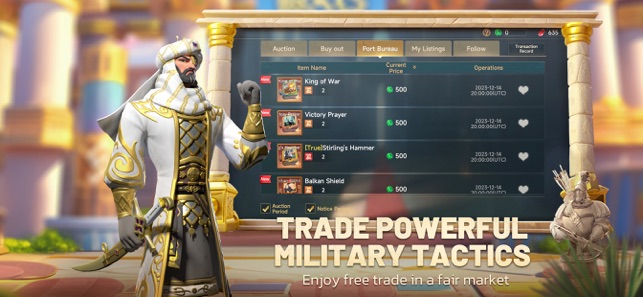 0 635
Auction Buy out Port Bureau My Listings Follow Transaction Record
Item Name Current Price Operations
King of War
2 500 2023-12-14 20:00:00(UTC)
Victory Prayer
2 500 2023-12-14 20:00:00(UTC)
[True]Stirling's Hammer
2 500 2023-12-14 20:00:00(UTC)
Balkan Shield
2 500 2023-12-14 20:00:00(UTC)
Auction Period Notice
TRADE POWERFUL
MILITARY TACTICS
Enjoy free trade in a fair market